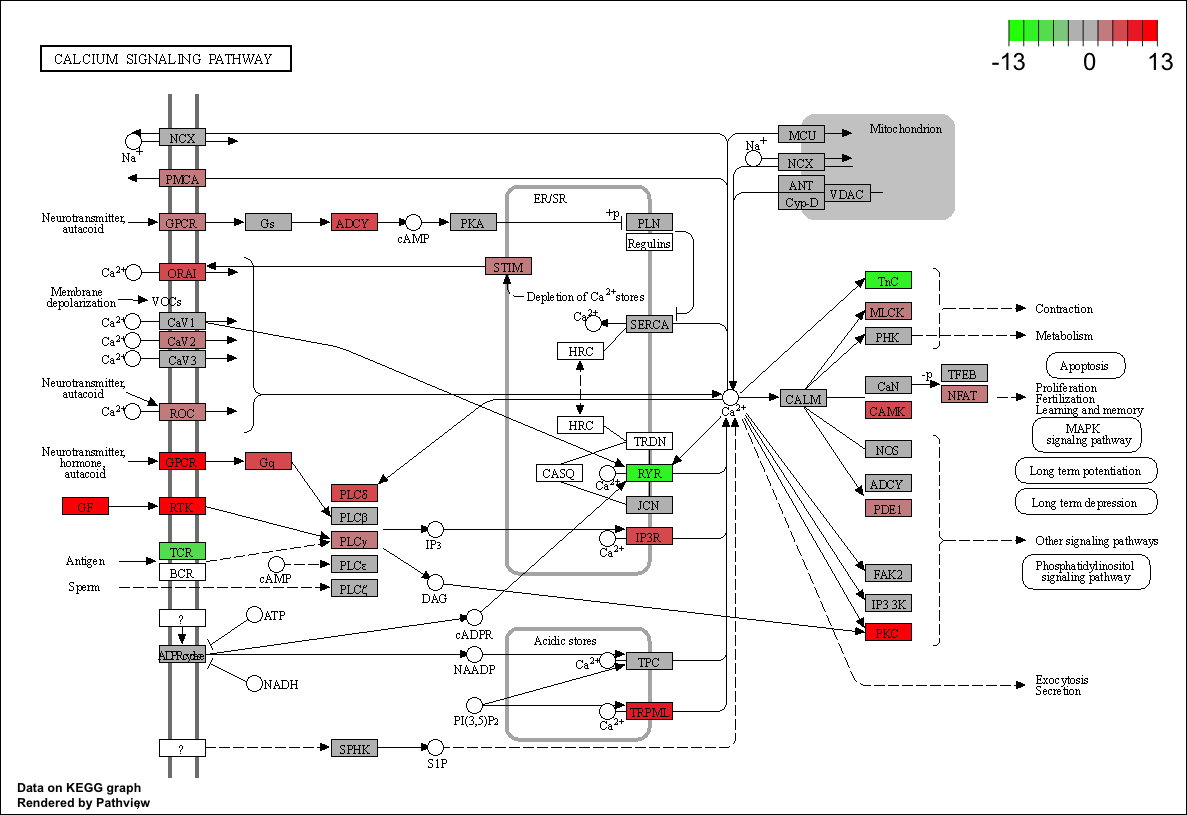 CALCIUM SIGNALING PATHWAY
-13 0 13
NCX
Na+
PMCA
Neurotransmitter,
autacoid
GPCR
Gs
ADCY
cAMP
PKA
+p
ER/SR
PLN
Regulins
MCU
Mitochondrion
Na+
NCX
ANT
Cyp-D
VDAC
Ca2+
ORAI
STIM
Membrane
depolarization
VOCs
Depletion of Ca2+stores
Ca2+
CaV1
Ca2+
CaV2
Ca2+
CaV3
Ca2+
SERCA
HRC
Neurotransmitter,
autacoid
Ca2+
ROC
HRC
TRDN
CASQ
Ca2+
RYR
JCN
Neurotransmitter,
hormone,
autacoid
GPCR
Gq
GF
RTK
PLCδ
PLCβ
PLCγ
PLCε
PLCζ
IP3
Ca2+
IP3R
TCR
Antigen
BCR
cAMP
Sperm
DAG
?
ATP
cADPR
NADH
NAADP
Acidic stores
Ca2+
TPC
PI(3,5)P2
Ca2+
TRPML
?
SPHK
S1P
Ca2+
CALM
TnC
MLCK
PHK
Contraction
Metabolism
CaN
-p
TFEB
NFAT
CAMK
Apoptosis
Proliferation
Fertilization
Learning and memory
MAPK
signalng pathway
NOS
ADCY
PDE1
Long term potentiation
Long term depression
Other signaling pathways
Phosphatidylinositol
signaling pathway
FAK2
IP3 3K
PKC
Exocytosis
Secretion
Data on KEGG graph
Rendered by Pathview